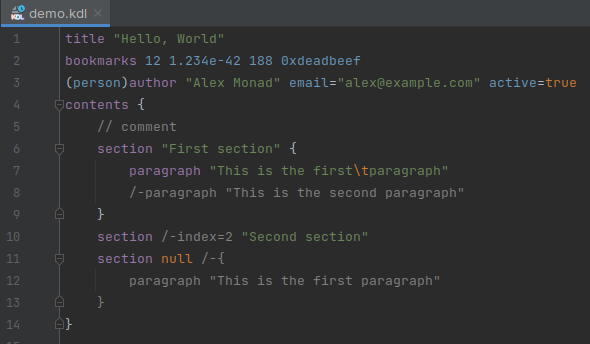 demo.kdl
1 title "Hello, World"
2 bookmarks 12 1.234e-42 188 0xdeadbeef
3 (person)author "Alex Monad" email="alex@example.com" active=true
4 contents {
5     // comment
6     section "First section" {
7         paragraph "This is the first\tparagraph"
8         /-paragraph "This is the second paragraph"
9     }
10     section /-index=2 "Second section"
11     section null /-{
12         paragraph "This is the first paragraph"
13     }
14 }